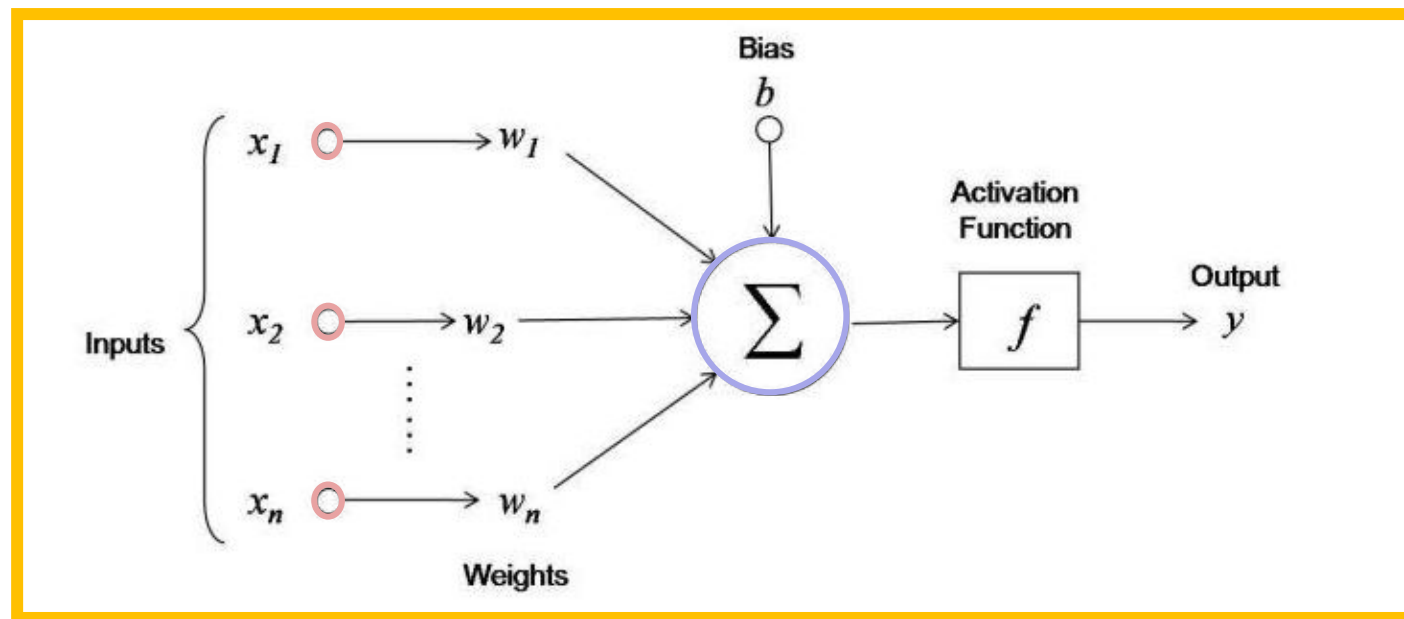 Bias
b
x1
w1
Activation
Function
Inputs
x2
w2
∑
f
Output
y
xn
wn
Weights